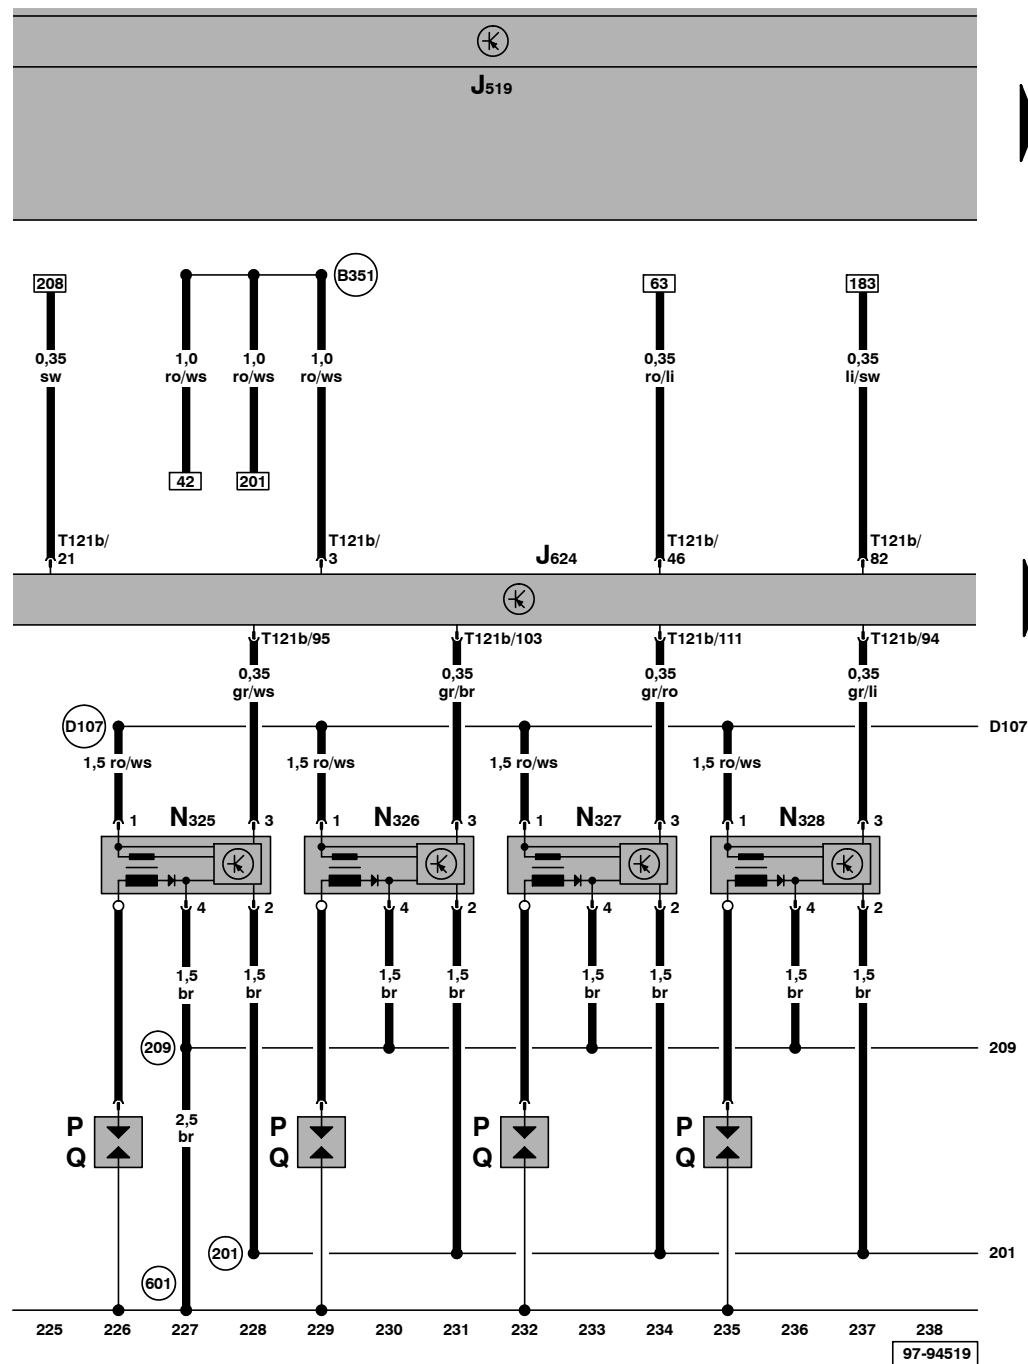 J519
B351
208 63 183
0,35 1,0 1,0 1,0 0,35 0,35
sw ro/ws ro/ws ro/ws ro/li li/sw
42 201
T121b/ T121b/ T121b/ T121b/
21 3 J624 46 82
T121b/95 T121b/103 T121b/111 T121b/94
0,35 0,35 0,35 0,35
gr/ws gr/br gr/ro gr/li
D107 D107
1,5 ro/ws 1,5 ro/ws 1,5 ro/ws 1,5 ro/ws
1 N325 3 1 N326 3 1 N327 3 1 N328 3
4 2 4 2 4 2 4 2
1,5 1,5 1,5 1,5 1,5 1,5 1,5 1,5
br br br br br br br br
209 209
P 2,5 P P P
Q br Q Q Q
201 201
601
225 226 227 228 229 230 231 232 233 234 235 236 237 238
97-94519